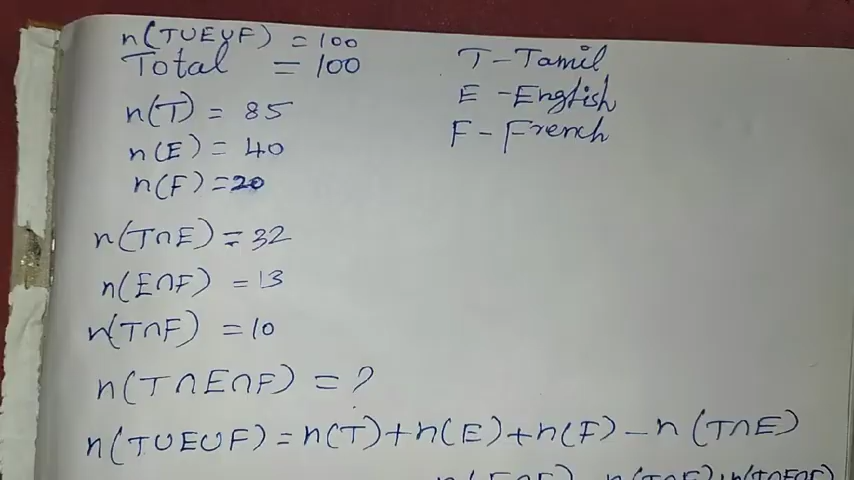 n(T∪E∪F) = 100
Total = 100
T - Tamil
E - English
F - French
n(T) = 85
n(E) = 40
n(F) = 20
n(T∩E) = 32
n(E∩F) = 13
n(T∩F) = 10
n(T∩E∩F) = ?
n(T∪E∪F) = n(T) + n(E) + n(F) - n(T∩E)
n(E∩F) - n(T∩F) + n(T∩E∩F)